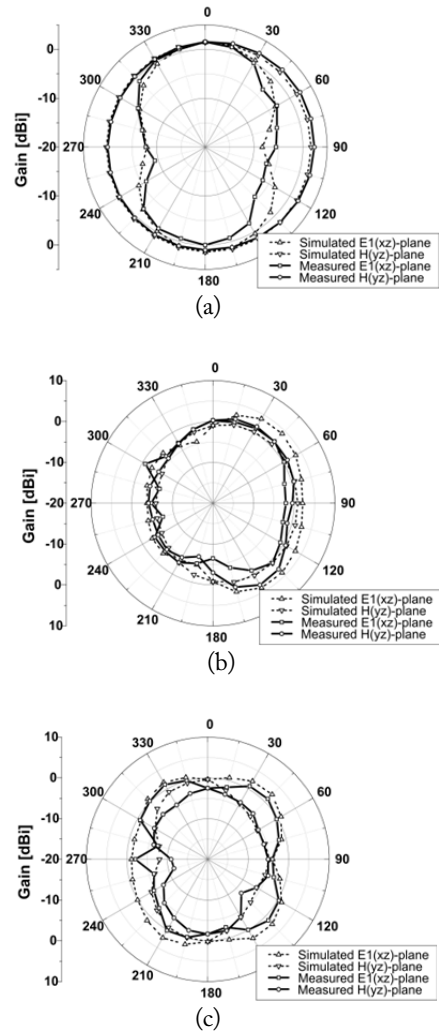 0
330
30
0
300
60
-10
Gain [dBi]
-20
270
90
-10
240
120
0
210
180
Simulated E1(xz)-plane
Simulated H(yz)-plane
Measured E1(xz)-plane
Measured H(yz)-plane
(a)
10
0
330
30
0
300
60
-10
Gain [dBi]
-20
270
90
-10
240
120
0
210
10
180
Simulated E1(xz)-plane
Simulated H(yz)-plane
Measured E1(xz)-plane
Measured H(yz)-plane
(b)
10
0
330
30
0
300
60
-10
Gain [dBi]
-20
270
90
-10
240
120
0
210
10
180
Simulated E1(xz)-plane
Simulated H(yz)-plane
Measured E1(xz)-plane
Measured H(yz)-plane
(c)